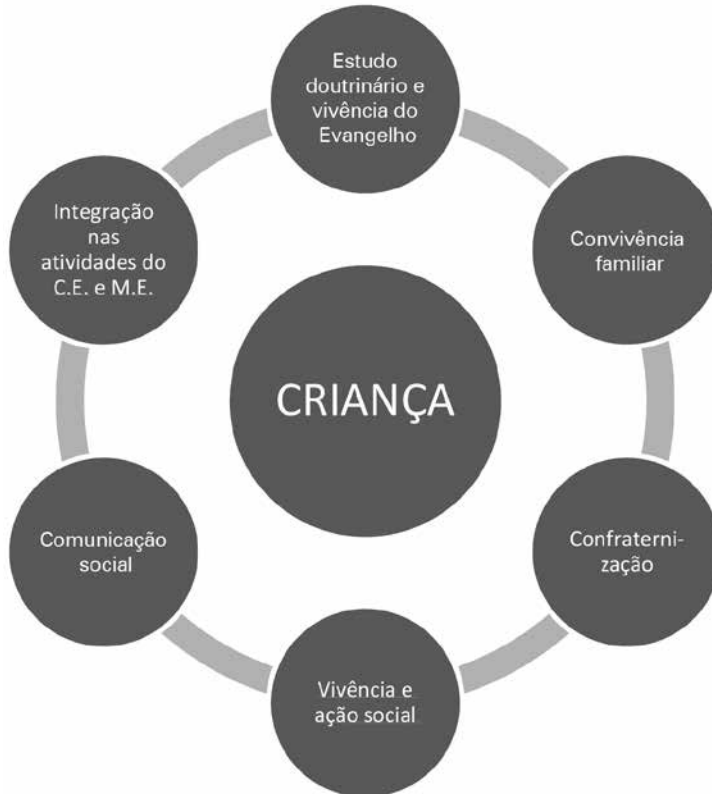 Estudo
doutrinário e
vivência do
Evangelho
Integração
nas
atividades do
C.E. e M.E.
Convivência
familiar
CRIANÇA
Comunicação
social
Confraterni-
zação
Vivência e
ação social